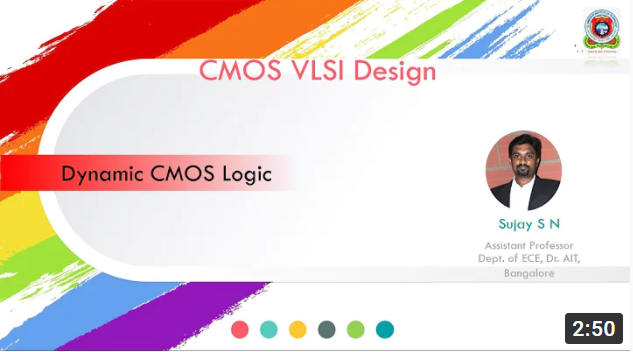 CMOS VLSI Design
Dynamic CMOS Logic
Sujay S N
Assistant Professor
Dept. of ECE, Dr. AIT,
Bangalore
2:50